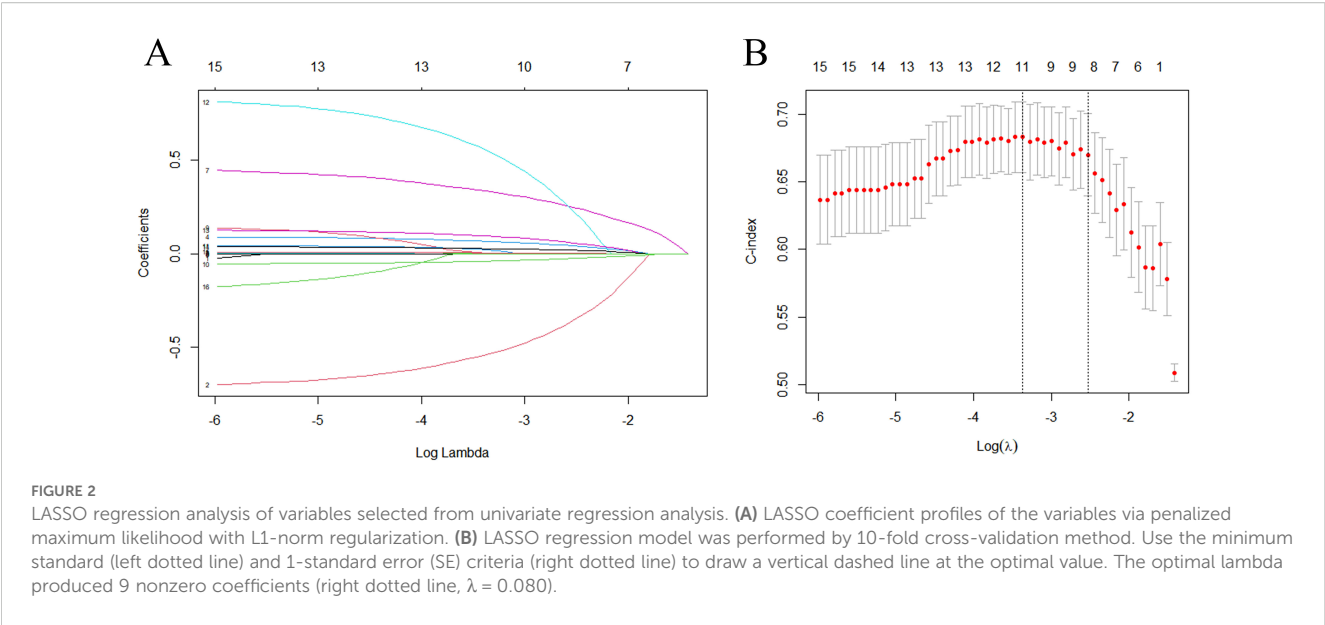 A
15 13 13 10 7
12
7
4
10
16
2
0.5
0.0
-0.5
Coefficients
-6 -5 -4 -3 -2
Log Lambda
B
15 15 14 13 13 13 12 11 9 9 8 7 6 1
0.70
0.65
0.60
0.55
0.50
C-index
-6 -5 -4 -3 -2
Log(λ)
FIGURE 2
LASSO regression analysis of variables selected from univariate regression analysis. (A) LASSO coefficient profiles of the variables via penalized
maximum likelihood with L1-norm regularization. (B) LASSO regression model was performed by 10-fold cross-validation method. Use the minimum
standard (left dotted line) and 1-standard error (SE) criteria (right dotted line) to draw a vertical dashed line at the optimal value. The optimal lambda
produced 9 nonzero coefficients (right dotted line, λ = 0.080).